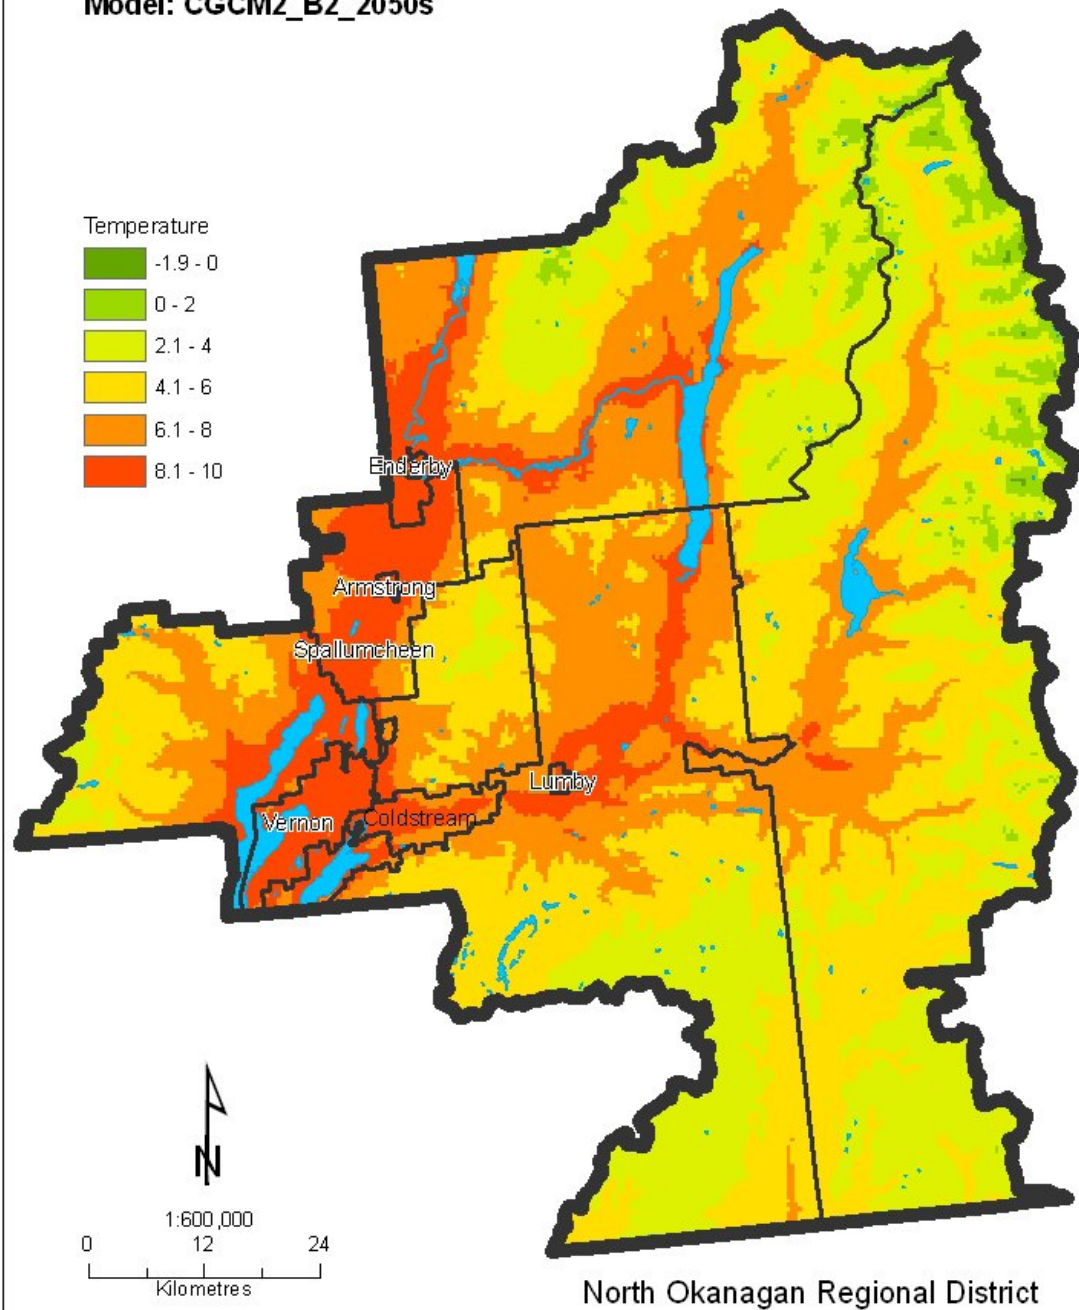 Model: CGCM2_B2_2050s
Temperature
-1.9 - 0
0 - 2
2.1 - 4
4.1 - 6
6.1 - 8
8.1 - 10
Enderby
Armstrong
Spallumcheen
Lumby
Vernon
Coldstream
N
1:600,000
0 12 24
Kilometres
North Okanagan Regional District